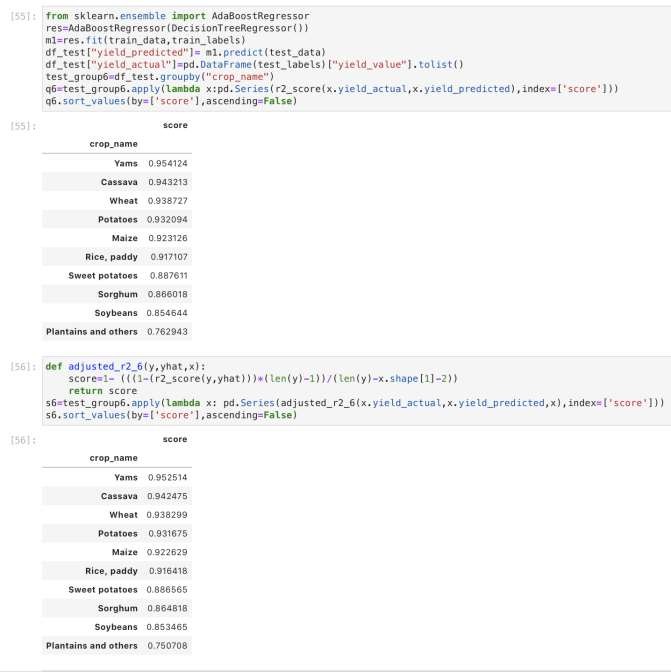 [55]: from sklearn.ensemble import AdaBoostRegressor
res=AdaBoostRegressor(DecisionTreeRegressor())
m1=res.fit(train_data,train_labels)
df_test["yield_predicted"]= m1.predict(test_data)
df_test["yield_actual"]=pd.DataFrame(test_labels)["yield_value"].tolist()
test_group6=df_test.groupby("crop_name")
q6=test_group6.apply(lambda x:pd.Series(r2_score(x.yield_actual,x.yield_predicted),index=['score']))
q6.sort_values(by=['score'],ascending=False)
[55]: score
crop_name
Yams 0.954124
Cassava 0.943213
Wheat 0.938727
Potatoes 0.932094
Maize 0.923126
Rice, paddy 0.917107
Sweet potatoes 0.887611
Sorghum 0.866018
Soybeans 0.854644
Plantains and others 0.762943
[56]: def adjusted_r2_6(y,yhat,x):
score=1- (((1-(r2_score(y,yhat)))*(len(y)-1))/(len(y)-x.shape[1]-2))
return score
s6=test_group6.apply(lambda x: pd.Series(adjusted_r2_6(x.yield_actual,x.yield_predicted,x),index=['score']))
s6.sort_values(by=['score'],ascending=False)
[56]: score
crop_name
Yams 0.952514
Cassava 0.942475
Wheat 0.938299
Potatoes 0.931675
Maize 0.922629
Rice, paddy 0.916418
Sweet potatoes 0.886565
Sorghum 0.864818
Soybeans 0.853465
Plantains and others 0.750708